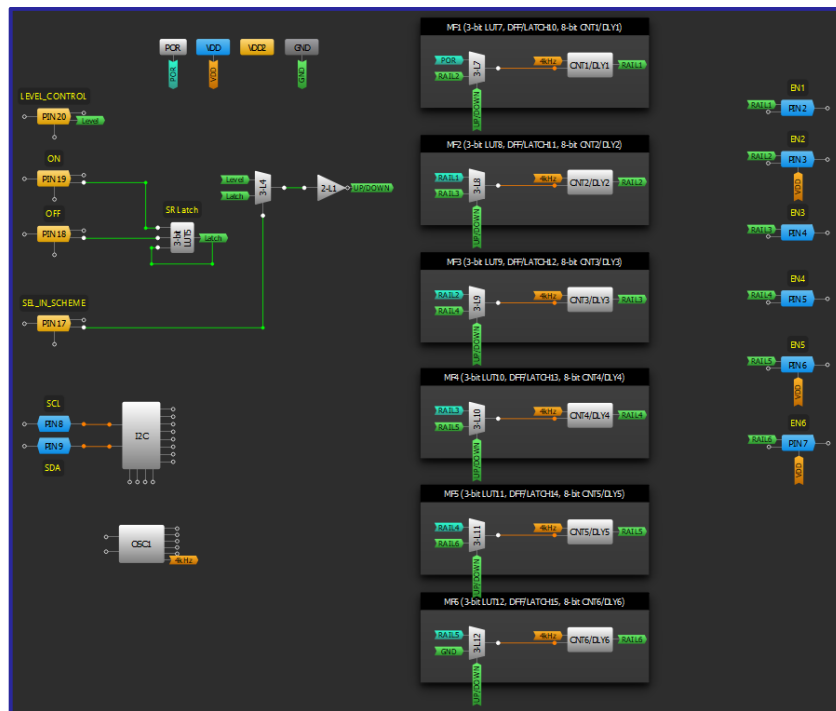 POR VDD VDD2 GND
POR VDD GND
LEVEL_CONTROL
PIN 20
Level
ON
PIN 19
OFF
PIN 18
SR Latch
3-bit LUT5
Latch
Level
Latch
3-L4
2-L1
UP/DOWN
SEL_IN_SCHEME
PIN 17
SCL
PIN 8
I2C
PIN 9
SDA
OSC1
4kHz
MF1 (3-bit LUT7, DFF/LATCH10, 8-bit CNT1/DLY1)
POR
RAIL2
3-L7
UP/DOWN
4kHz
CNT1/DLY1
RAIL1
MF2 (3-bit LUT8, DFF/LATCH11, 8-bit CNT2/DLY2)
RAIL1
RAIL3
3-L8
UP/DOWN
4kHz
CNT2/DLY2
RAIL2
MF3 (3-bit LUT9, DFF/LATCH12, 8-bit CNT3/DLY3)
RAIL2
RAIL4
3-L9
UP/DOWN
4kHz
CNT3/DLY3
RAIL3
MF4 (3-bit LUT10, DFF/LATCH13, 8-bit CNT4/DLY4)
RAIL3
RAIL5
3-L10
UP/DOWN
4kHz
CNT4/DLY4
RAIL4
MF5 (3-bit LUT11, DFF/LATCH14, 8-bit CNT5/DLY5)
RAIL4
RAIL6
3-L11
UP/DOWN
4kHz
CNT5/DLY5
RAIL5
MF6 (3-bit LUT12, DFF/LATCH15, 8-bit CNT6/DLY6)
RAIL5
GND
3-L12
UP/DOWN
4kHz
CNT6/DLY6
RAIL6
EN1
RAIL1
PIN 2
EN2
RAIL2
PIN 3
VDD
EN3
RAIL3
PIN 4
EN4
RAIL4
PIN 5
EN5
RAIL5
PIN 6
VDD
EN6
RAIL6
PIN 7
VDD